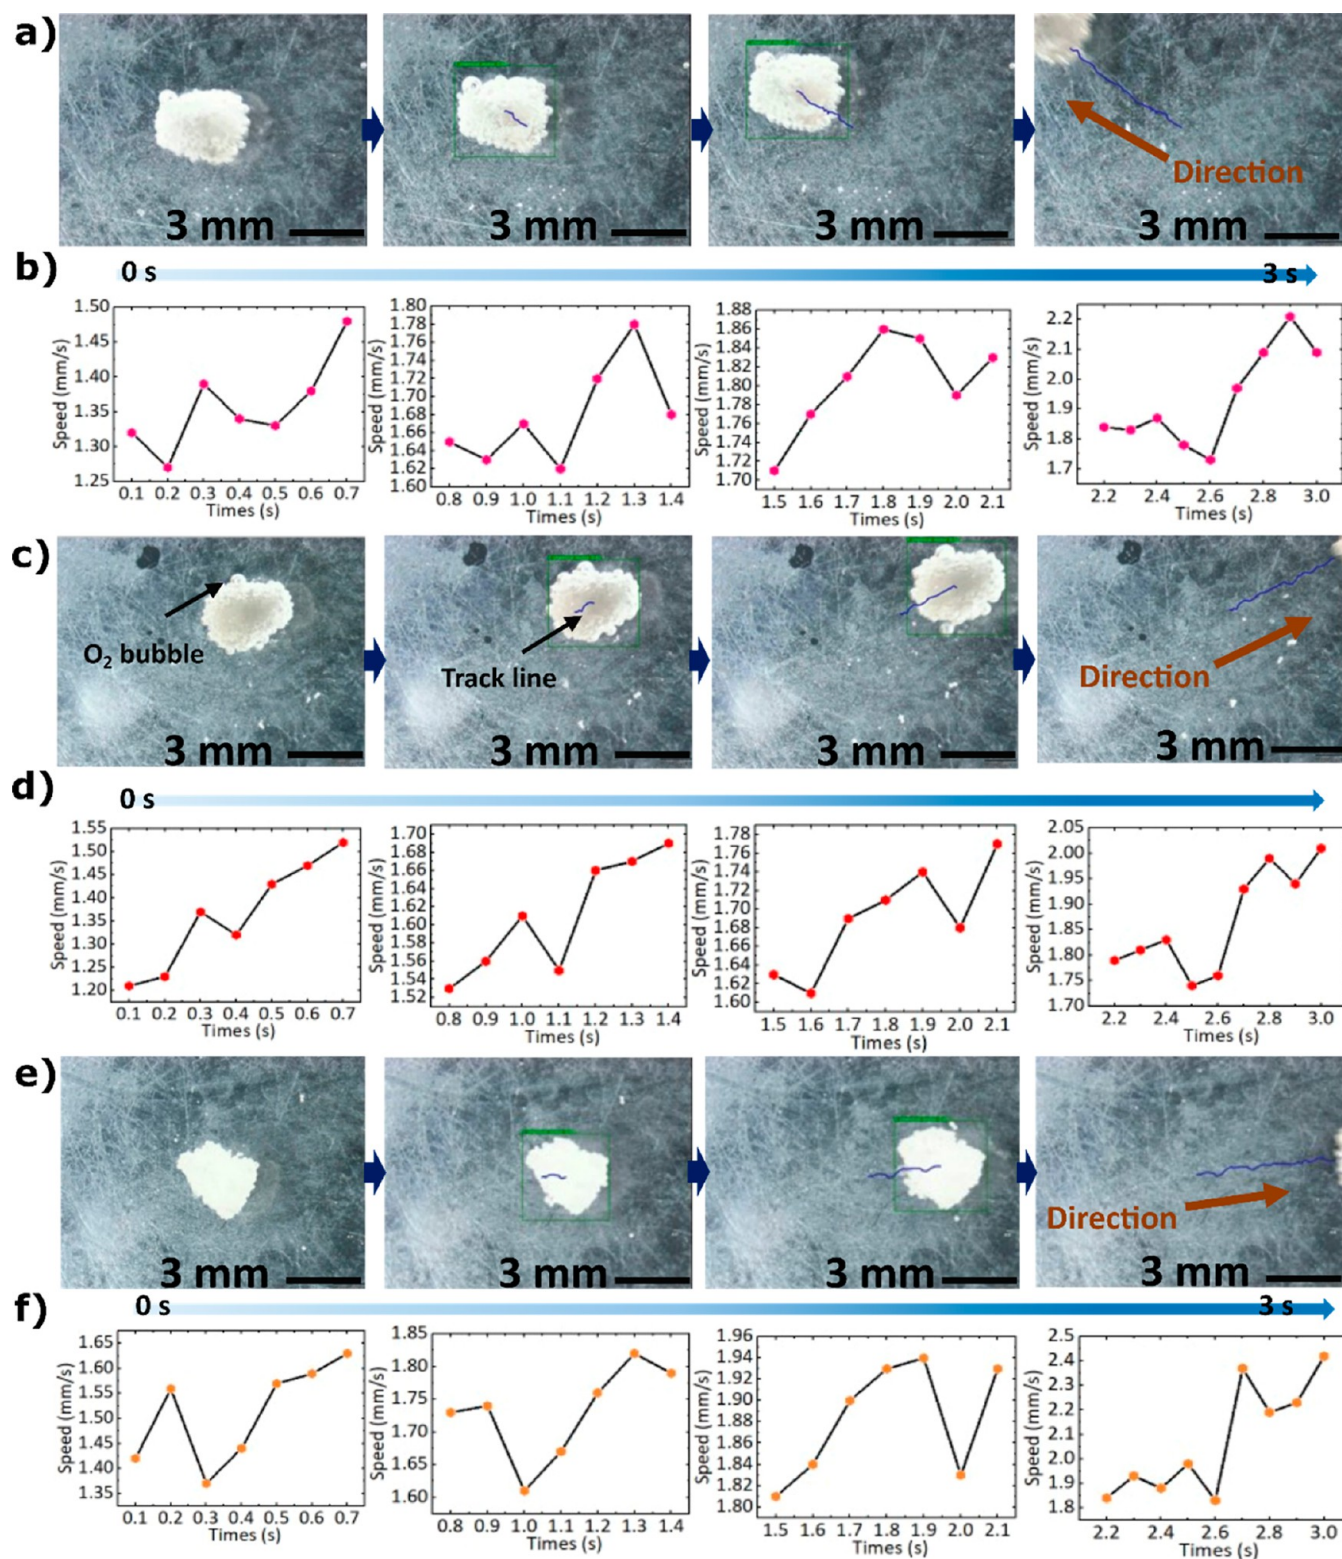 a)
Direction
3 mm
3 mm
3 mm
3 mm
b)
0 s
3 s
1.50
1.45
1.40
1.35
1.30
1.25
Speed (mm/s)
0.1 0.2 0.3 0.4 0.5 0.6 0.7
Times (s)
1.80
1.78
1.76
1.74
1.72
1.70
1.68
1.66
1.64
1.62
1.60
Speed (mm/s)
0.8 0.9 1.0 1.1 1.2 1.3 1.4
Times (s)
1.88
1.86
1.84
1.82
1.80
1.78
1.76
1.74
1.72
1.70
Speed (mm/s)
1.5 1.6 1.7 1.8 1.9 2.0 2.1
Times (s)
2.2
2.1
2.0
1.9
1.8
1.7
Speed (mm/s)
2.2 2.4 2.6 2.8 3.0
Times (s)
c)
O2 bubble
Track line
Direction
3 mm
3 mm
3 mm
3 mm
d)
0 s
1.55
1.50
1.45
1.40
1.35
1.30
1.25
1.20
Speed (mm/s)
0.1 0.2 0.3 0.4 0.5 0.6 0.7
Times (s)
1.70
1.68
1.66
1.64
1.62
1.60
1.58
1.56
1.54
1.52
Speed (mm/s)
0.8 0.9 1.0 1.1 1.2 1.3 1.4
Times (s)
1.78
1.76
1.74
1.72
1.70
1.68
1.66
1.64
1.62
1.60
Speed (mm/s)
1.5 1.6 1.7 1.8 1.9 2.0 2.1
Times (s)
2.05
2.00
1.95
1.90
1.85
1.80
1.75
1.70
Speed (mm/s)
2.2 2.4 2.6 2.8 3.0
Times (s)
e)
Direction
3 mm
3 mm
3 mm
3 mm
f)
0 s
3 s
1.65
1.60
1.55
1.50
1.45
1.40
1.35
Speed (mm/s)
0.1 0.2 0.3 0.4 0.5 0.6 0.7
Times (s)
1.85
1.80
1.75
1.70
1.65
1.60
Speed (mm/s)
0.8 0.9 1.0 1.1 1.2 1.3 1.4
Times (s)
1.96
1.94
1.92
1.90
1.88
1.86
1.84
1.82
1.80
Speed (mm/s)
1.5 1.6 1.7 1.8 1.9 2.0 2.1
Times (s)
2.5
2.4
2.3
2.2
2.1
2.0
1.9
1.8
Speed (mm/s)
2.2 2.4 2.6 2.8 3.0
Times (s)